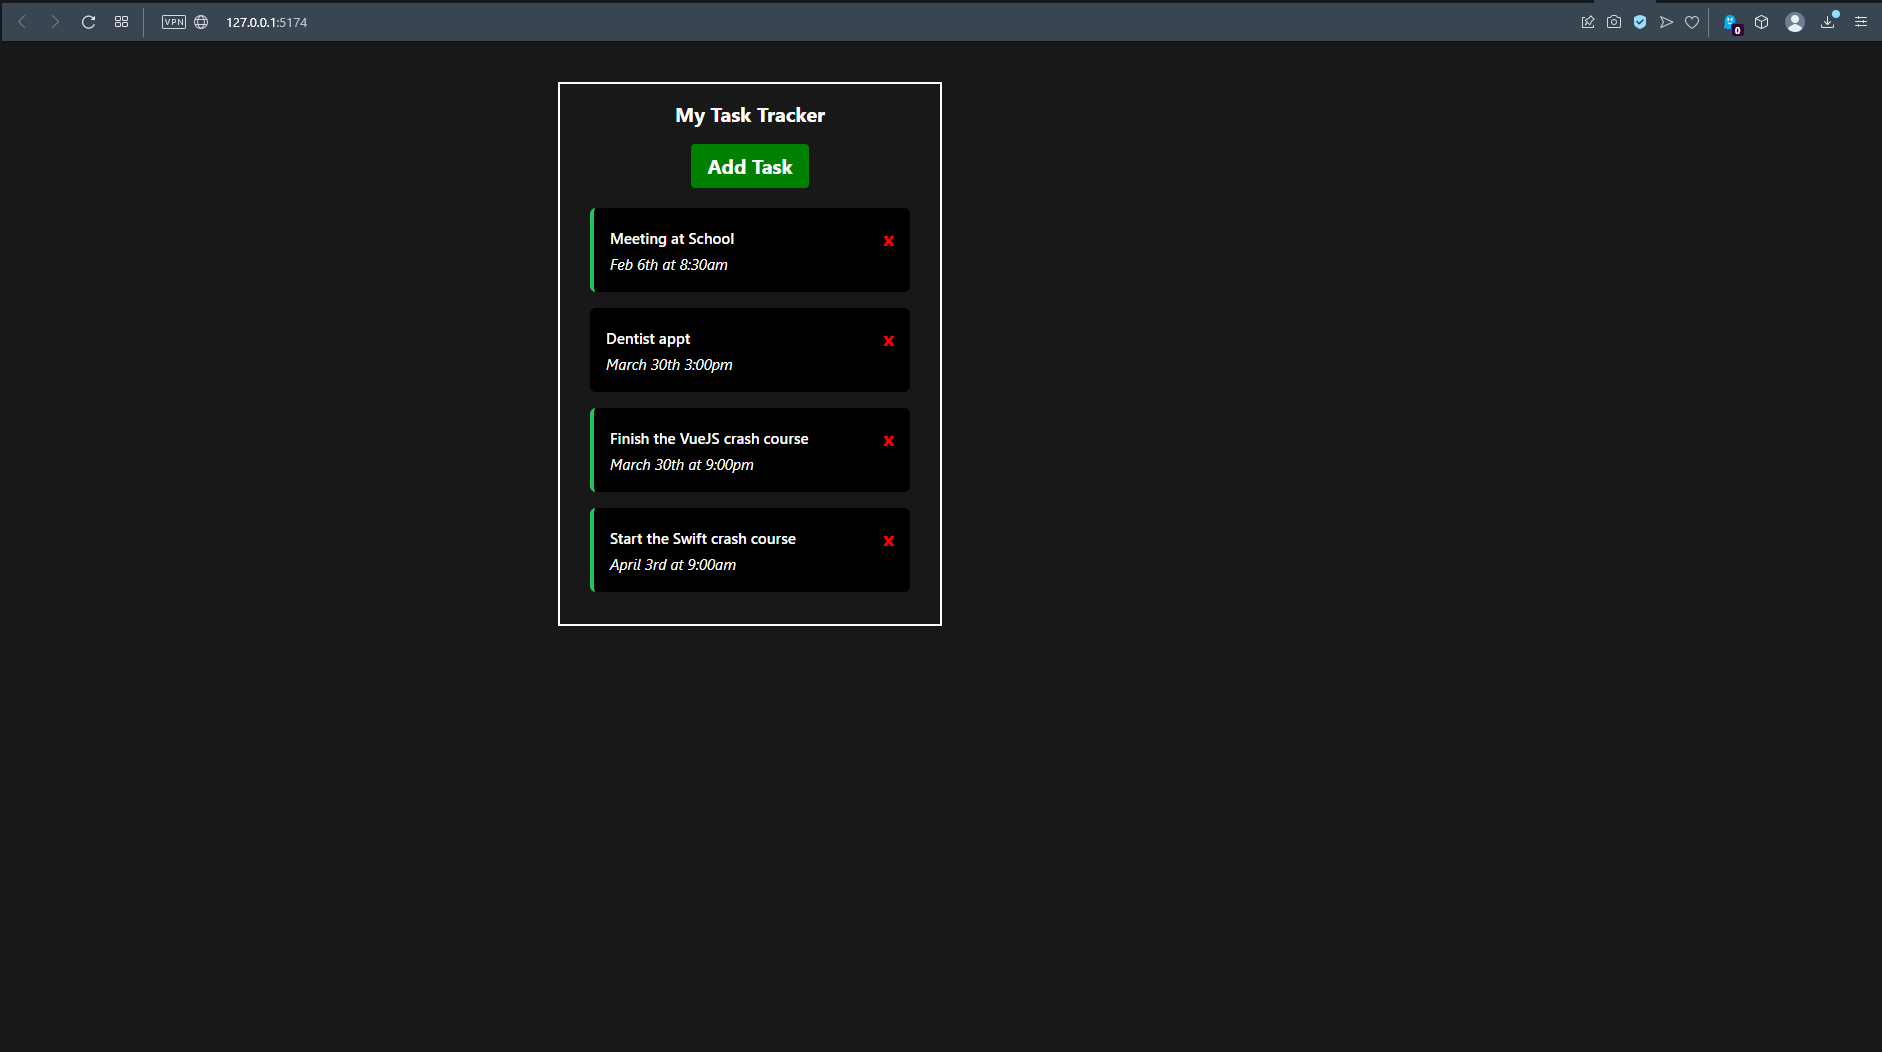 VPN
127.0.0.1:5174
0
My Task Tracker
Add Task
Meeting at School
x
Feb 6th at 8:30am
Dentist appt
x
March 30th 3:00pm
Finish the VueJS crash course
x
March 30th at 9:00pm
Start the Swift crash course
x
April 3rd at 9:00am